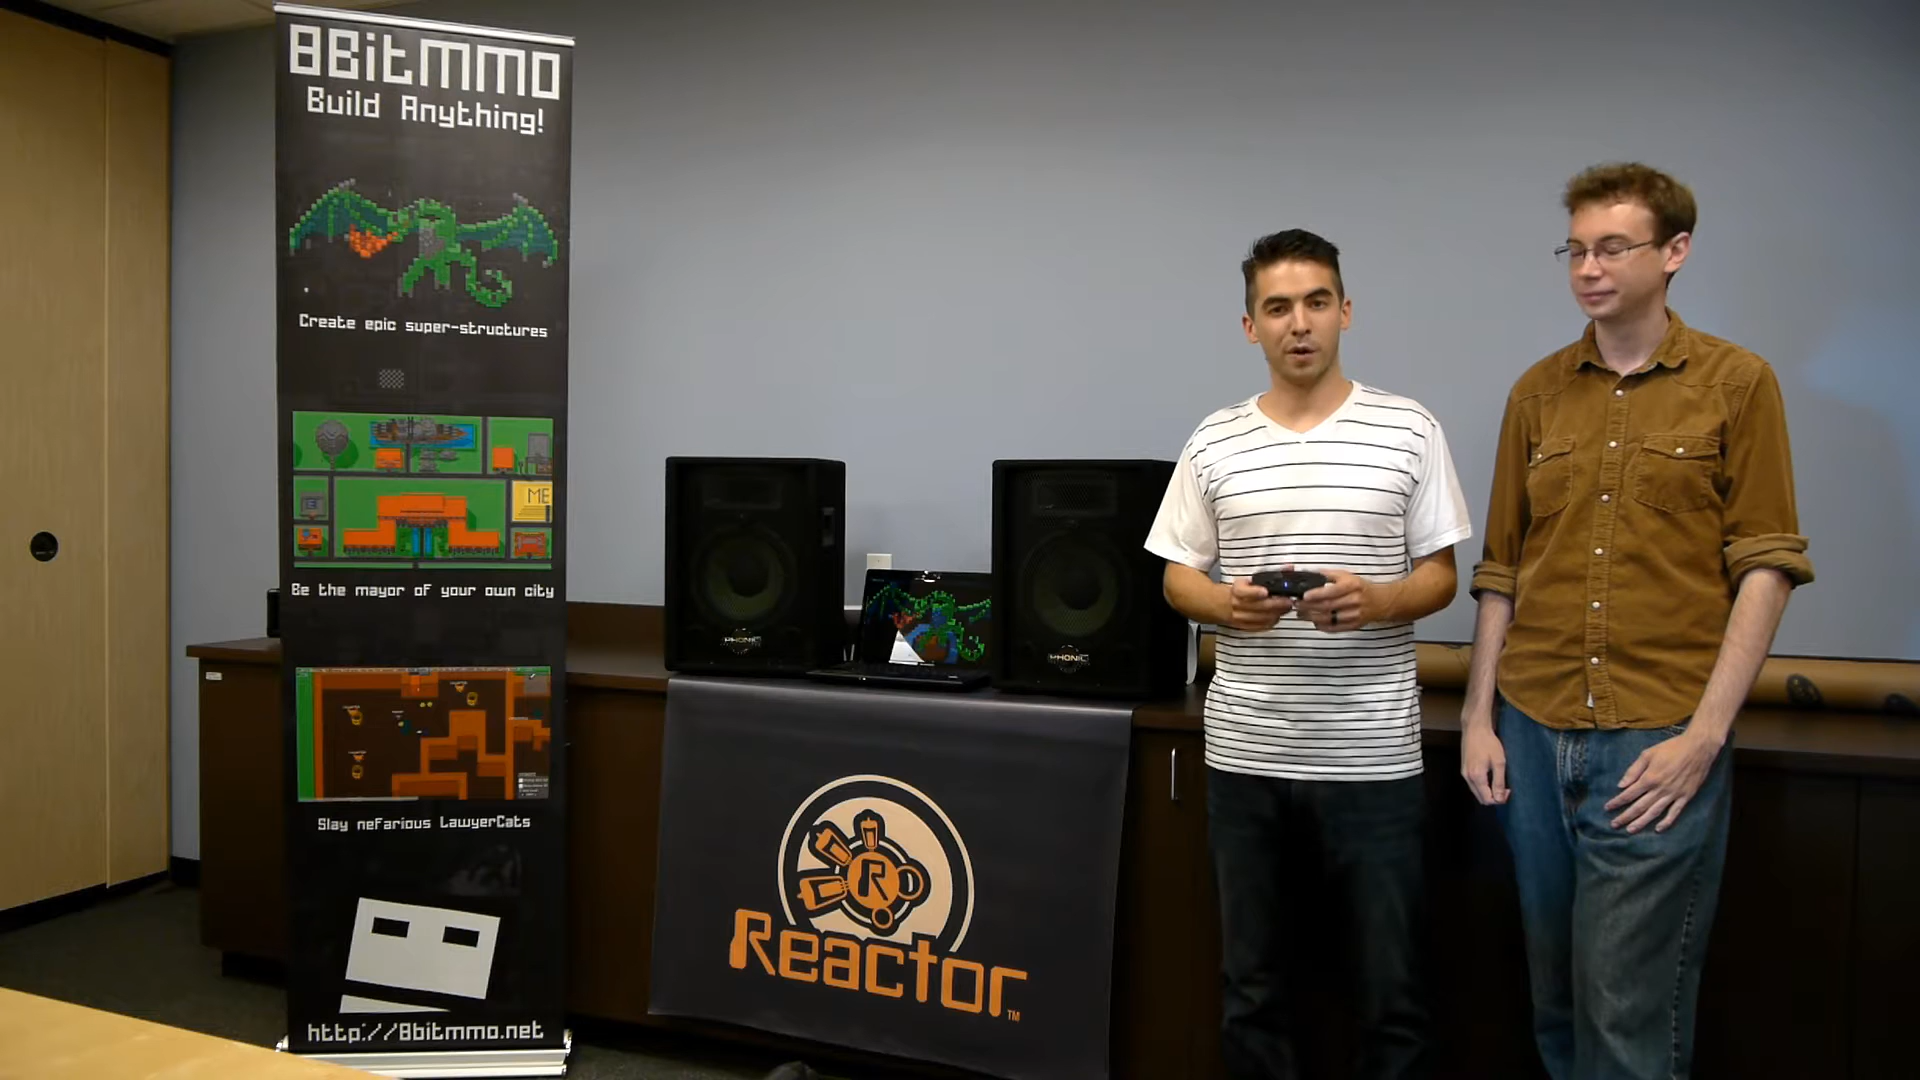 8BitMMO
Build Anything!
Create epic super-structures
ME
Be the mayor of your own city
Slay nefarious LawyerCats
http://8bitmmo.net
PHONIC
PHONIC
R
Reactor
TM